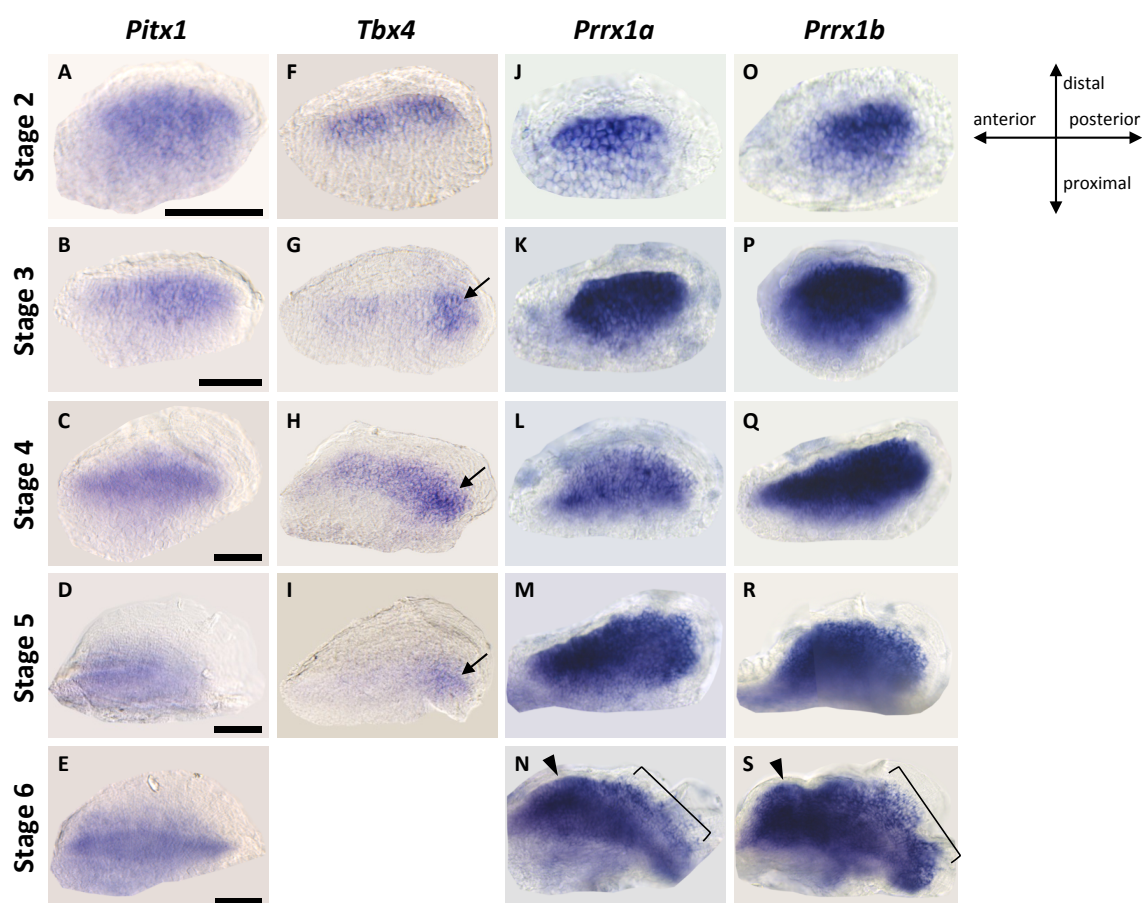 Pitx1 Tbx4 Prrx1a Prrx1b
Stage 2 A F J O
distal
anterior posterior
proximal
Stage 3 B G K P
Stage 4 C H L Q
Stage 5 D I M R
Stage 6 E N S